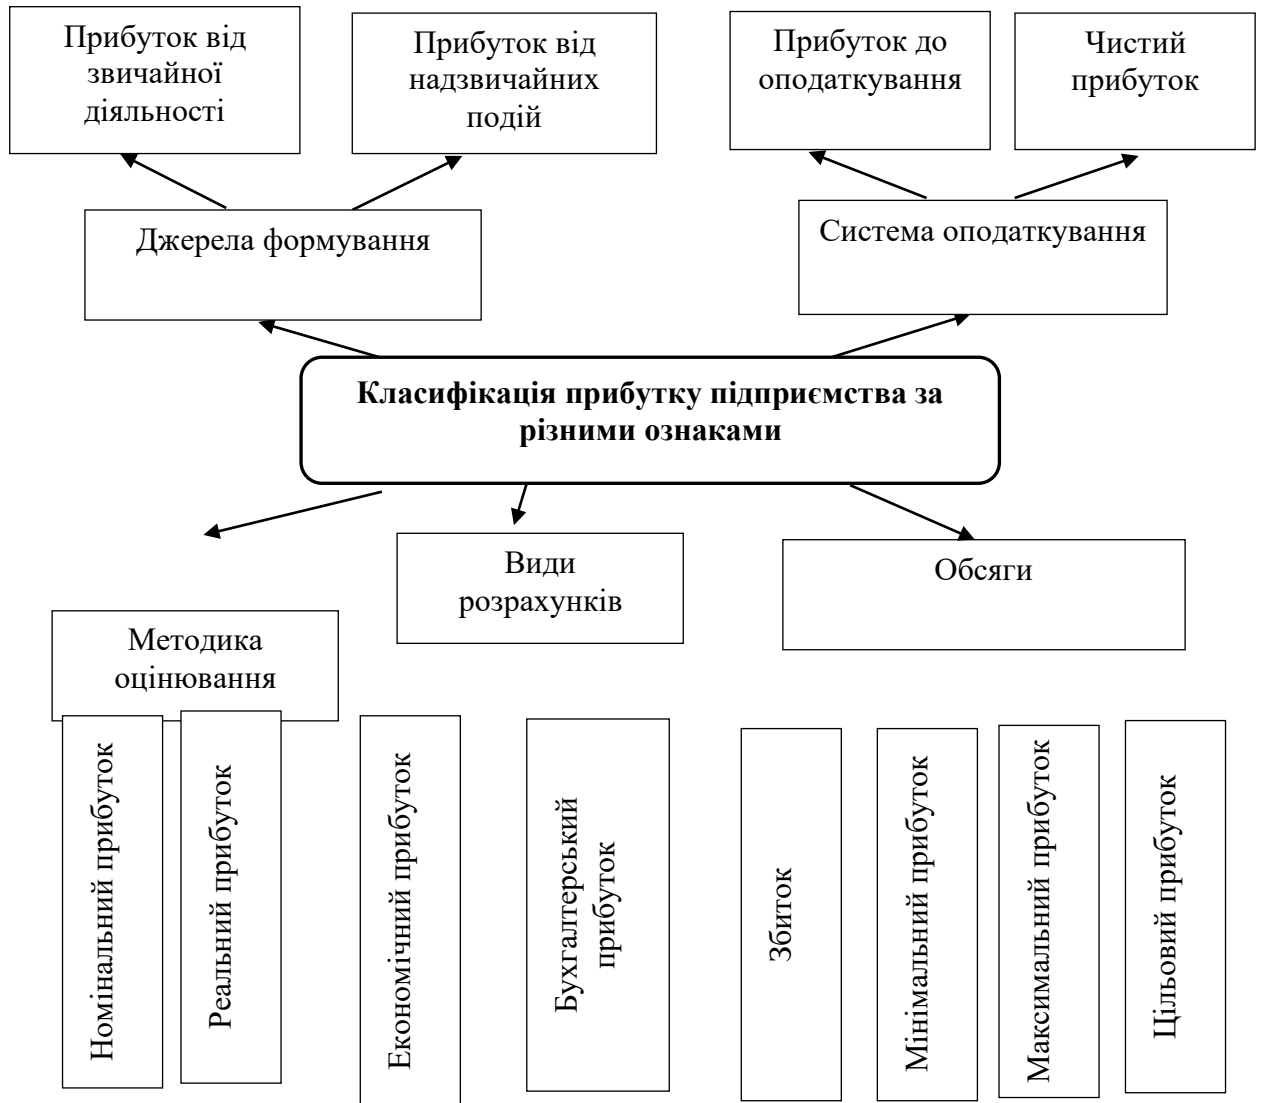 Прибуток від
звичайної
діяльності
Прибуток від
надзвичайних
подій
Прибуток до
оподаткування
Чистий
прибуток
Джерела формування
Система оподаткування
Класифікація прибутку підприємства за
різними ознаками
Види
розрахунків
Обсяги
Методика
оцінювання
Номінальний прибуток
Реальний прибуток
Економічний прибуток
Бухгалтерський
прибуток
Збиток
Мінімальний прибуток
Максимальний прибуток
Цільовий прибуток